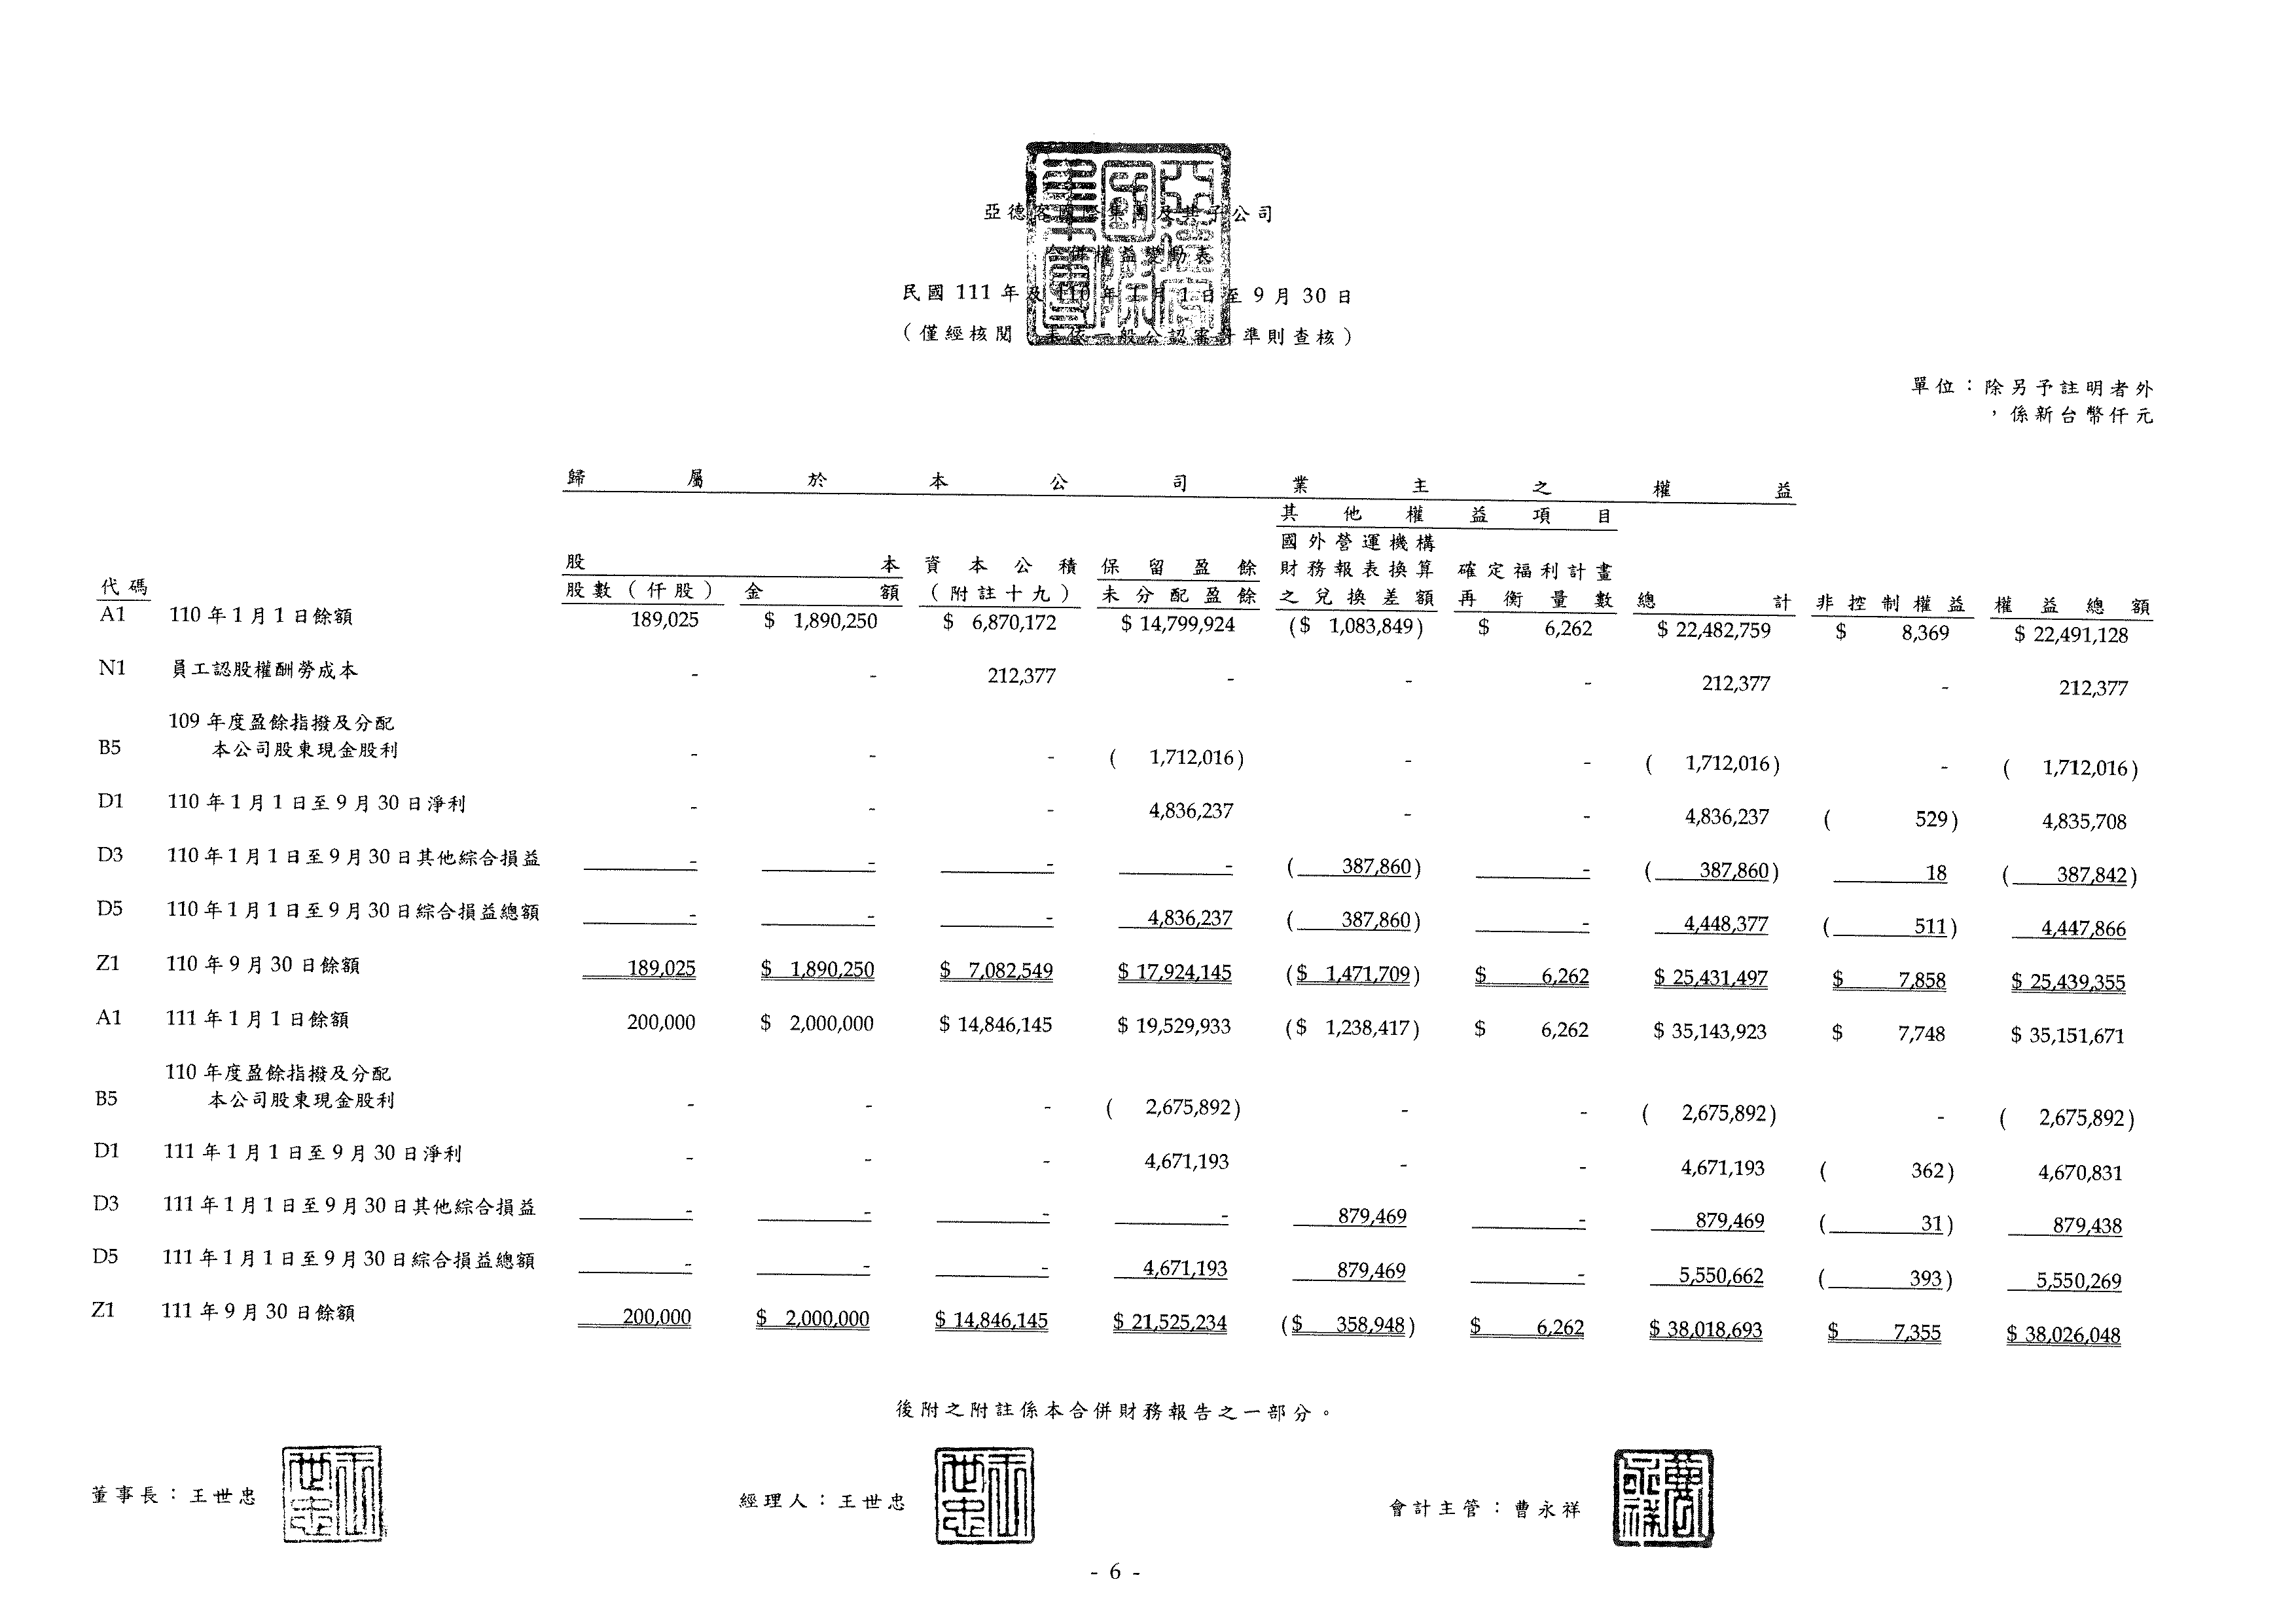 亞德客國際集團及其子公司
合併權益變動表
民國 111 年及 110 年 1 月 1 日至 9 月 30 日
（僅經核閱，未依一般公認審計準則查核）
單位：除另予註明者外
，係新台幣仟元
歸屬於本公司業主之權益
其他權益項目
國外營運機構
股本 資本公積 保留盈餘 財務報表換算 確定福利計畫
代碼 股數（仟股） 金額 （附註十九） 未分配盈餘 之兌換差額 再衡量數 總計 非控制權益 權益總額
A1 110 年 1 月 1 日餘額 189,025 $ 1,890,250 $ 6,870,172 $ 14,799,924 ($ 1,083,849) $ 6,262 $ 22,482,759 $ 8,369 $ 22,491,128
N1 員工認股權酬勞成本 - - 212,377 - - - 212,377 - 212,377
109 年度盈餘指撥及分配
B5 本公司股東現金股利 - - - ( 1,712,016) - - ( 1,712,016) - ( 1,712,016)
D1 110 年 1 月 1 日至 9 月 30 日淨利 - - - 4,836,237 - - 4,836,237 ( 529) 4,835,708
D3 110 年 1 月 1 日至 9 月 30 日其他綜合損益 - - - - ( 387,860) - ( 387,860) 18 ( 387,842)
D5 110 年 1 月 1 日至 9 月 30 日綜合損益總額 - - - 4,836,237 ( 387,860) - 4,448,377 ( 511) 4,447,866
Z1 110 年 9 月 30 日餘額 189,025 $ 1,890,250 $ 7,082,549 $ 17,924,145 ($ 1,471,709) $ 6,262 $ 25,431,497 $ 7,858 $ 25,439,355
A1 111 年 1 月 1 日餘額 200,000 $ 2,000,000 $ 14,846,145 $ 19,529,933 ($ 1,238,417) $ 6,262 $ 35,143,923 $ 7,748 $ 35,151,671
110 年度盈餘指撥及分配
B5 本公司股東現金股利 - - - ( 2,675,892) - - ( 2,675,892) - ( 2,675,892)
D1 111 年 1 月 1 日至 9 月 30 日淨利 - - - 4,671,193 - - 4,671,193 ( 362) 4,670,831
D3 111 年 1 月 1 日至 9 月 30 日其他綜合損益 - - - - 879,469 - 879,469 ( 31) 879,438
D5 111 年 1 月 1 日至 9 月 30 日綜合損益總額 - - - 4,671,193 879,469 - 5,550,662 ( 393) 5,550,269
Z1 111 年 9 月 30 日餘額 200,000 $ 2,000,000 $ 14,846,145 $ 21,525,234 ($ 358,948) $ 6,262 $ 38,018,693 $ 7,355 $ 38,026,048
後附之附註係本合併財務報告之一部分。
董事長：王世忠 經理人：王世忠 會計主管：曹永祥
- 6 -